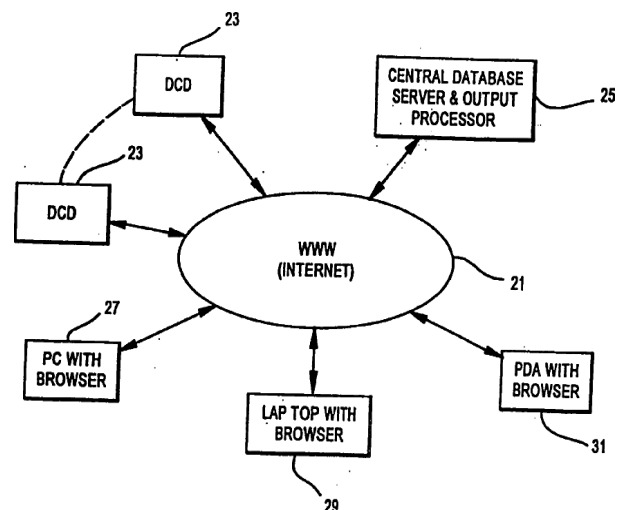 23
DCD
CENTRAL DATABASE
SERVER & OUTPUT
PROCESSOR
25
23
DCD
WWW
(INTERNET)
21
27
PC WITH
BROWSER
LAP TOP WITH
BROWSER
29
PDA WITH
BROWSER
31